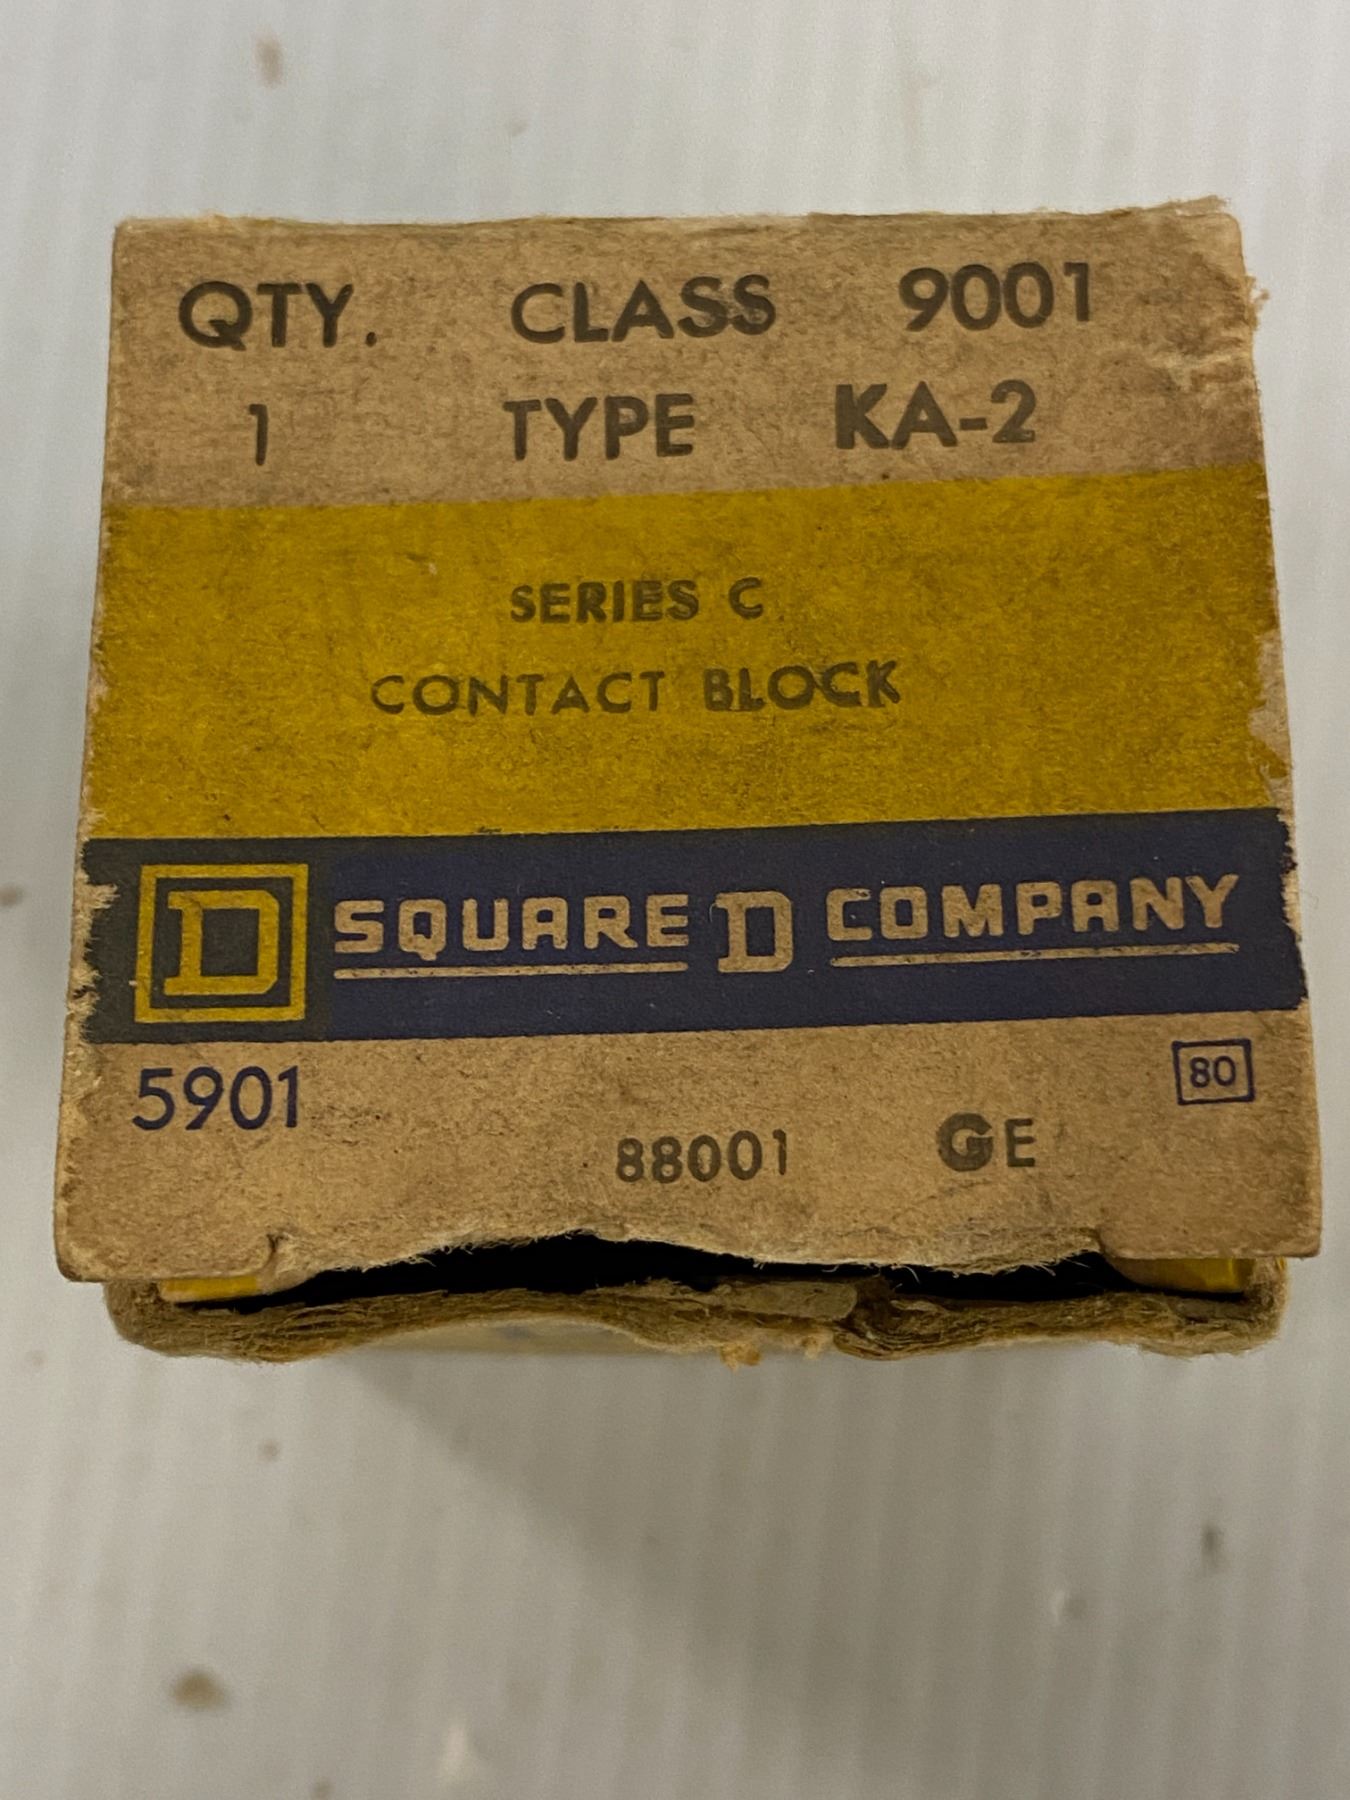 QTY. CLASS 9001
1 TYPE KA-2
SERIES C
CONTACT BLOCK
D SQUARE D COMPANY
5901 80
88001 GE